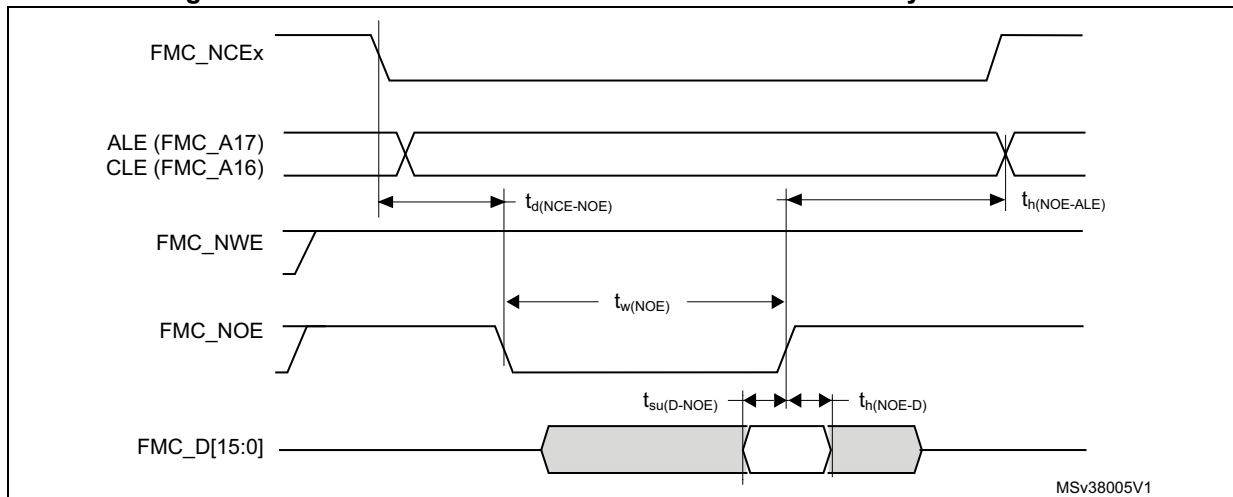 FMC_NCEx
ALE (FMC_A17)
CLE (FMC_A16)
td(NCE-NOE)
th(NOE-ALE)
FMC_NWE
tw(NOE)
FMC_NOE
tsu(D-NOE)
th(NOE-D)
FMC_D[15:0]
MSv38005V1